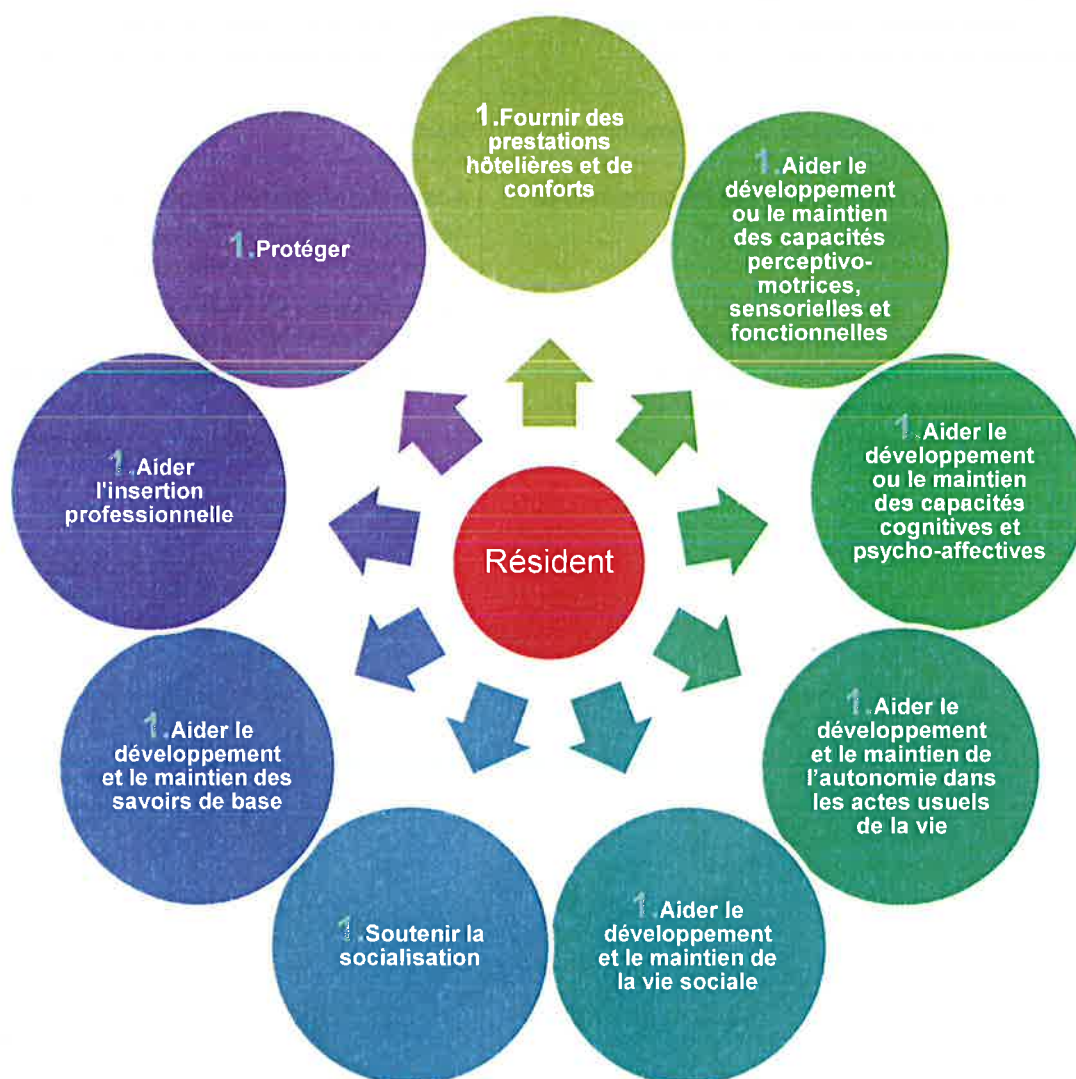 1.Fournir des
prestations
hôtelières et de
conforts
1.Aider le
développement
ou le maintien
des capacités
perceptivo-
motrices,
sensorielles et
fonctionnelles
1.Aider le
développement
ou le maintien
des capacités
cognitives et
psycho-affectives
1.Aider le
développement
et le maintien de
l'autonomie dans
les actes usuels
de la vie
1.Aider le
développement
et le maintien de
la vie sociale
1.Soutenir la
socialisation
1.Aider le
développement
et le maintien des
savoirs de base
1.Aider
l'insertion
professionnelle
1.Protéger
Résident